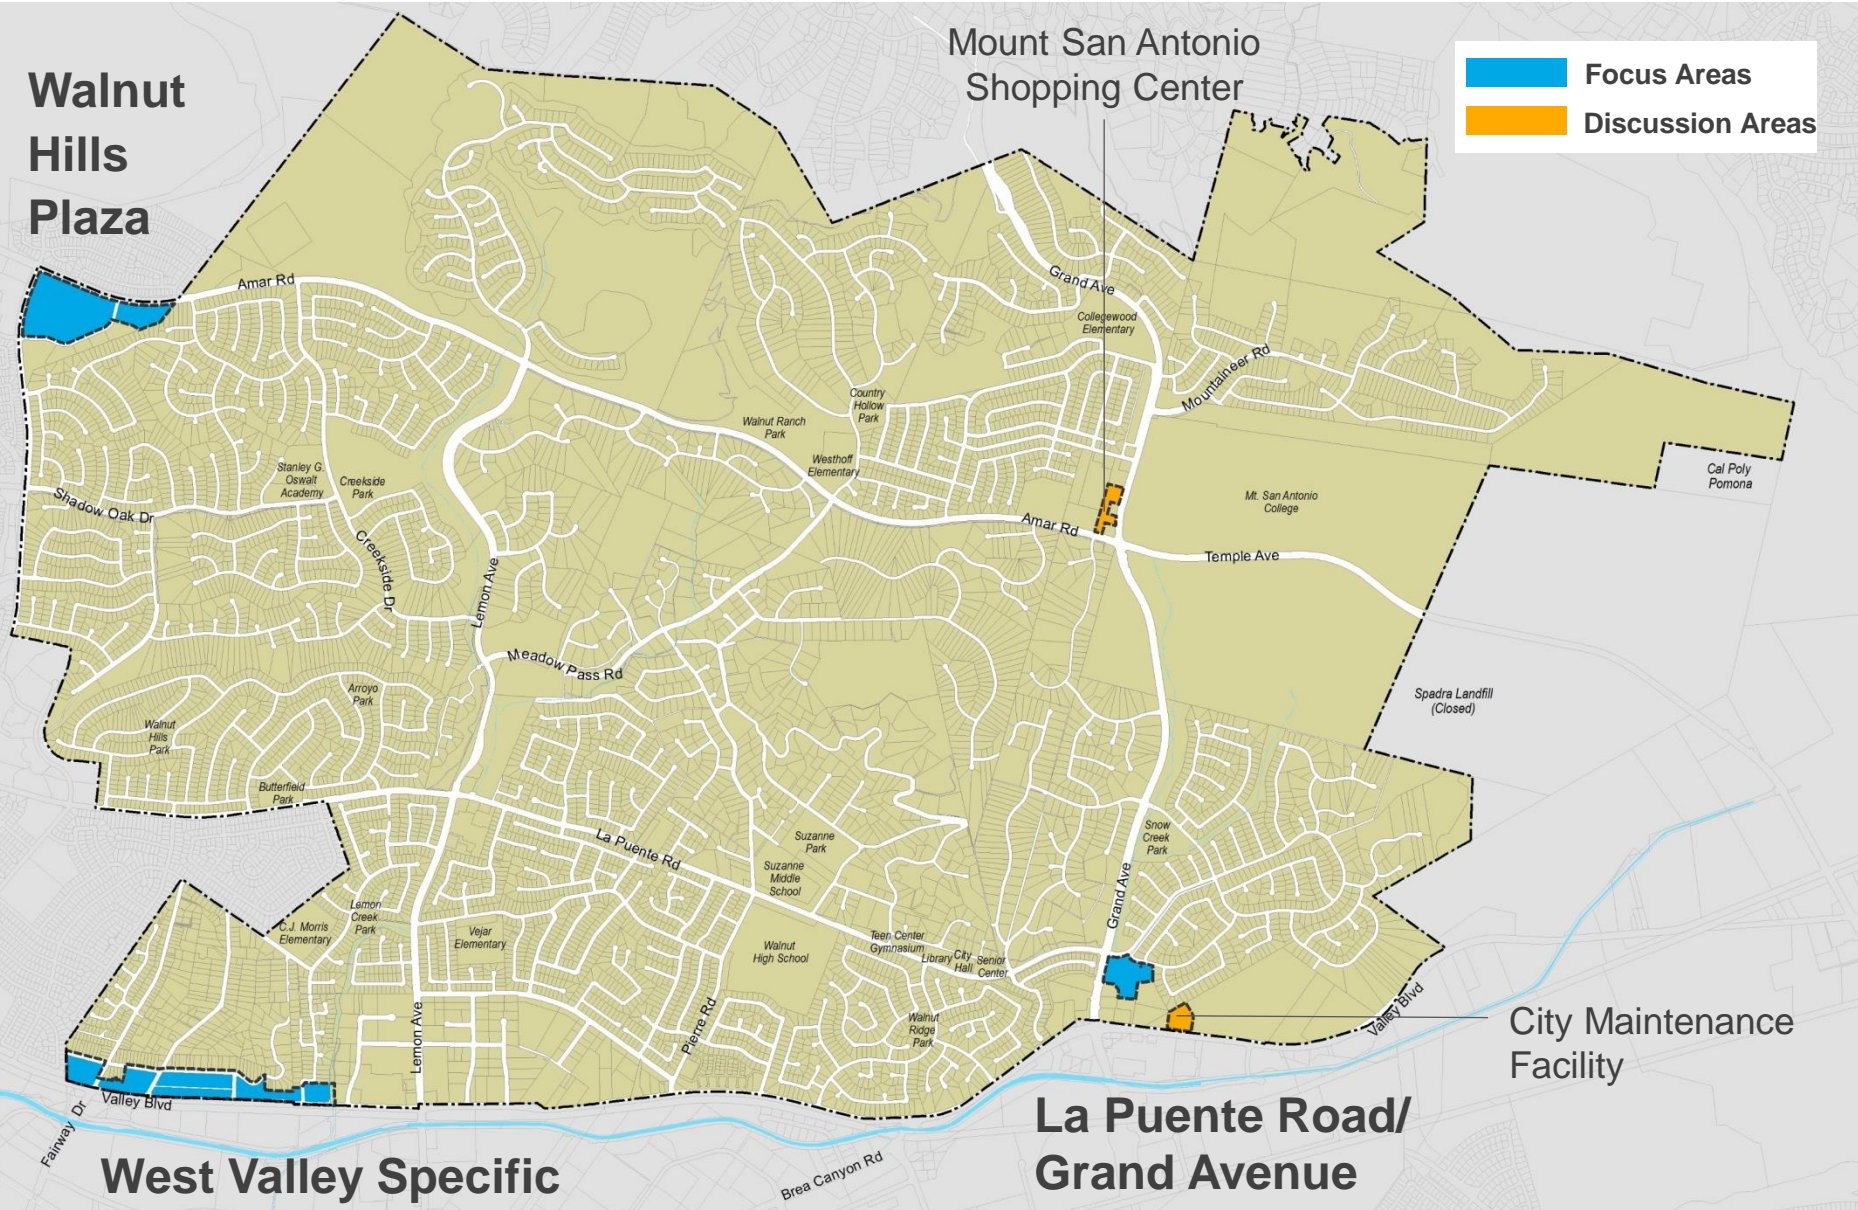 Mount San Antonio
Shopping Center
Focus Areas
Discussion Areas
Walnut
Hills
Plaza
Amar Rd
Grand Ave
Collegewood
Elementary
Mountaineer Rd
Country
Hollow
Park
Walnut Ranch
Park
Westhoff
Elementary
Stanley G.
Oswalt
Academy
Creekside
Park
Shadow Oak Dr
Creekside Dr
Cal Poly
Pomona
Mt. San Antonio
College
Amar Rd
Temple Ave
Lemon Ave
Meadow Pass Rd
Arroyo
Park
Walnut
Hills
Park
Spadra Landfill
(Closed)
Butterfield
Park
La Puente Rd
Suzanne
Park
Suzanne
Middle
School
Snow
Creek
Park
Grand Ave
Lemon
Creek
Park
C.J. Morris
Elementary
Vejar
Elementary
Walnut
High School
Teen Center
Gymnasium
Library
City
Hall
Senior
Center
Lemon Ave
Pierre Rd
Walnut
Ridge
Park
Valley Blvd
City Maintenance
Facility
Valley Blvd
Fairway Dr
Brea Canyon Rd
La Puente Road/
Grand Avenue
West Valley Specific